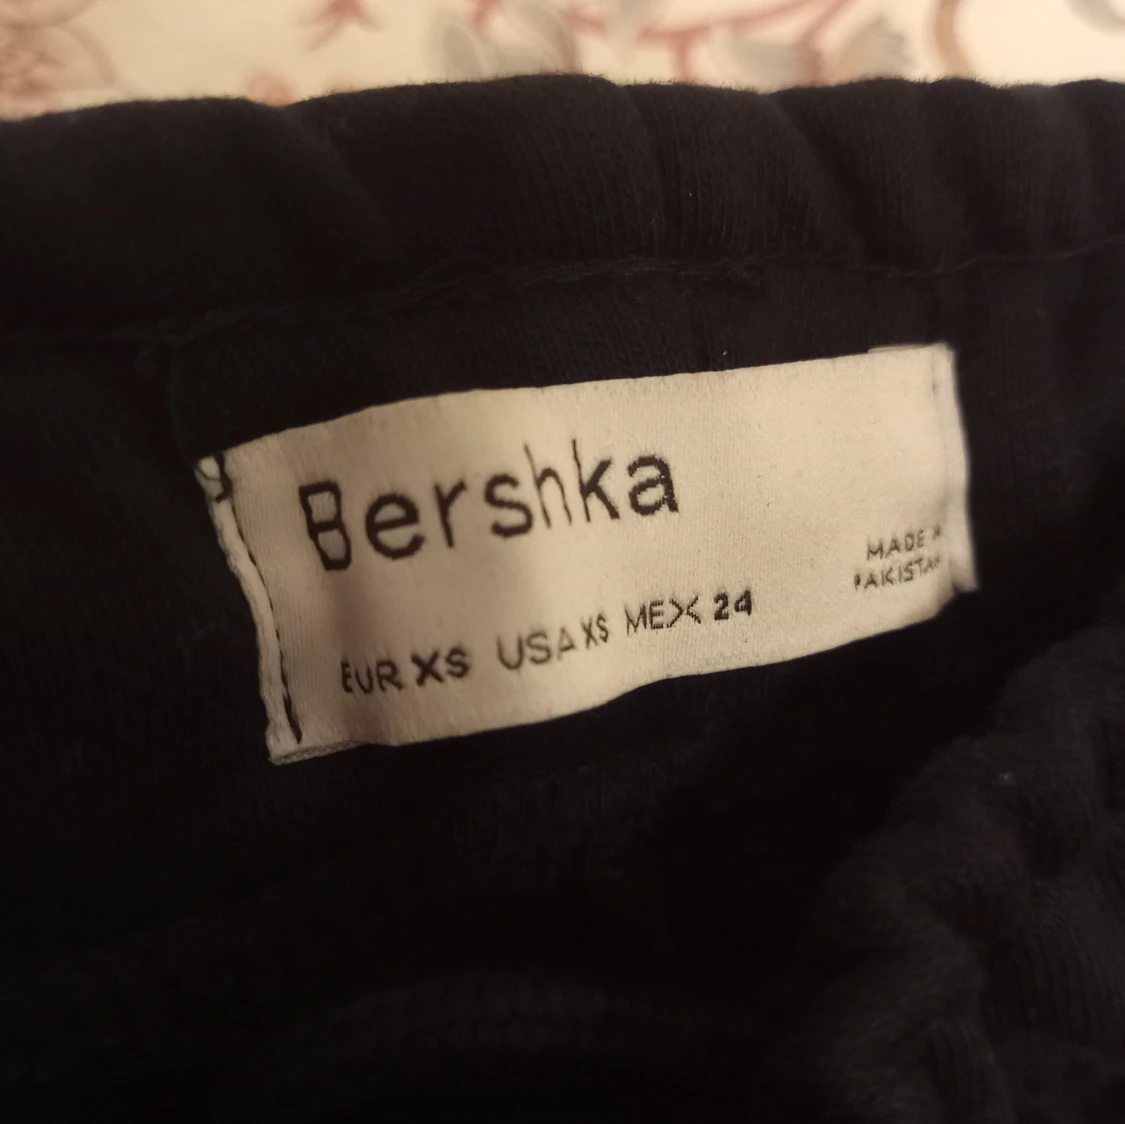 Bershka
EUR XS USA XS MEX 24
MADE
PAKISTAN